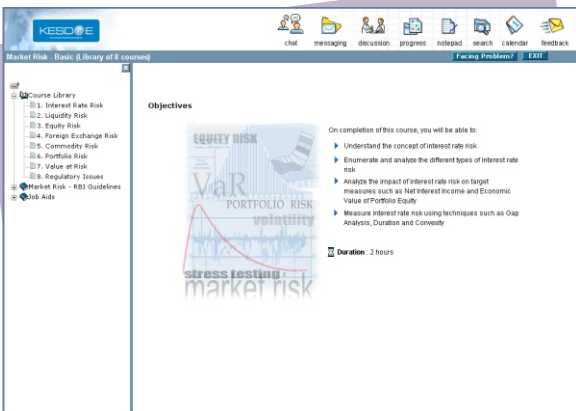 KESDEE
chat messaging discussion progress notepad search calendar feedback
Market Risk - Basic (Library of 8 courses)
Facing Problem? EXIT
Course Library
1. Interest Rate Risk
2. Liquidity Risk
3. Equity Risk
4. Foreign Exchange Risk
5. Commodity Risk
6. Portfolio Risk
7. Value at Risk
8. Regulatory Issues
Market Risk - RBI Guidelines
Job Aids
Objectives
EQUITY RISK
VaR
PORTFOLIO RISK
volatility
stress testing
market risk
On completion of this course, you will be able to:
Understand the concept of interest rate risk
Enumerate and analyze the different types of interest rate
risk
Analyze the impact of interest rate risk on target
measures such as Net Interest Income and Economic
Value of Portfolio Equity
Measure interest rate risk using techniques such as Gap
Analysis, Duration and Convexity
Duration : 2 hours